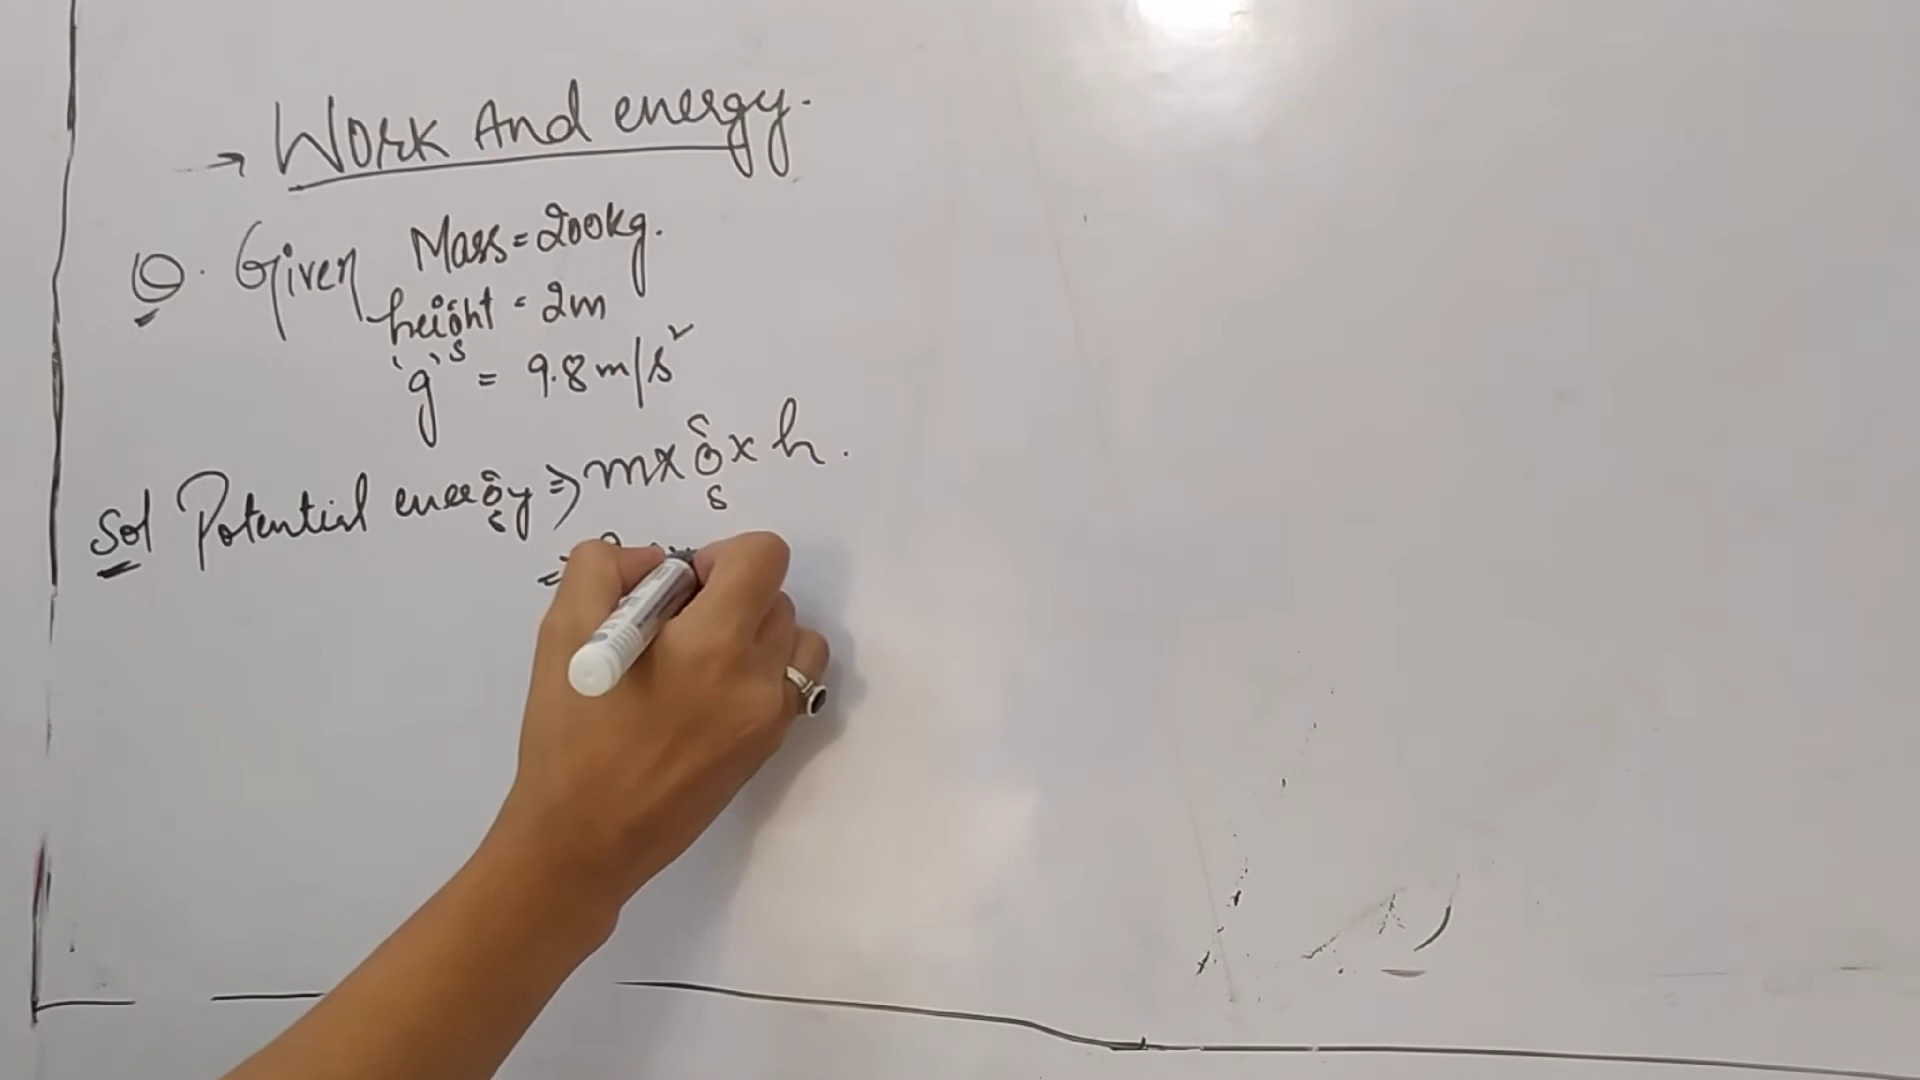 → Work And energy.
Q. Given Mass = 200kg.
height = 2m
'g' = 9.8 m/s²
Sol Potential energy ⇒ m x g x h.